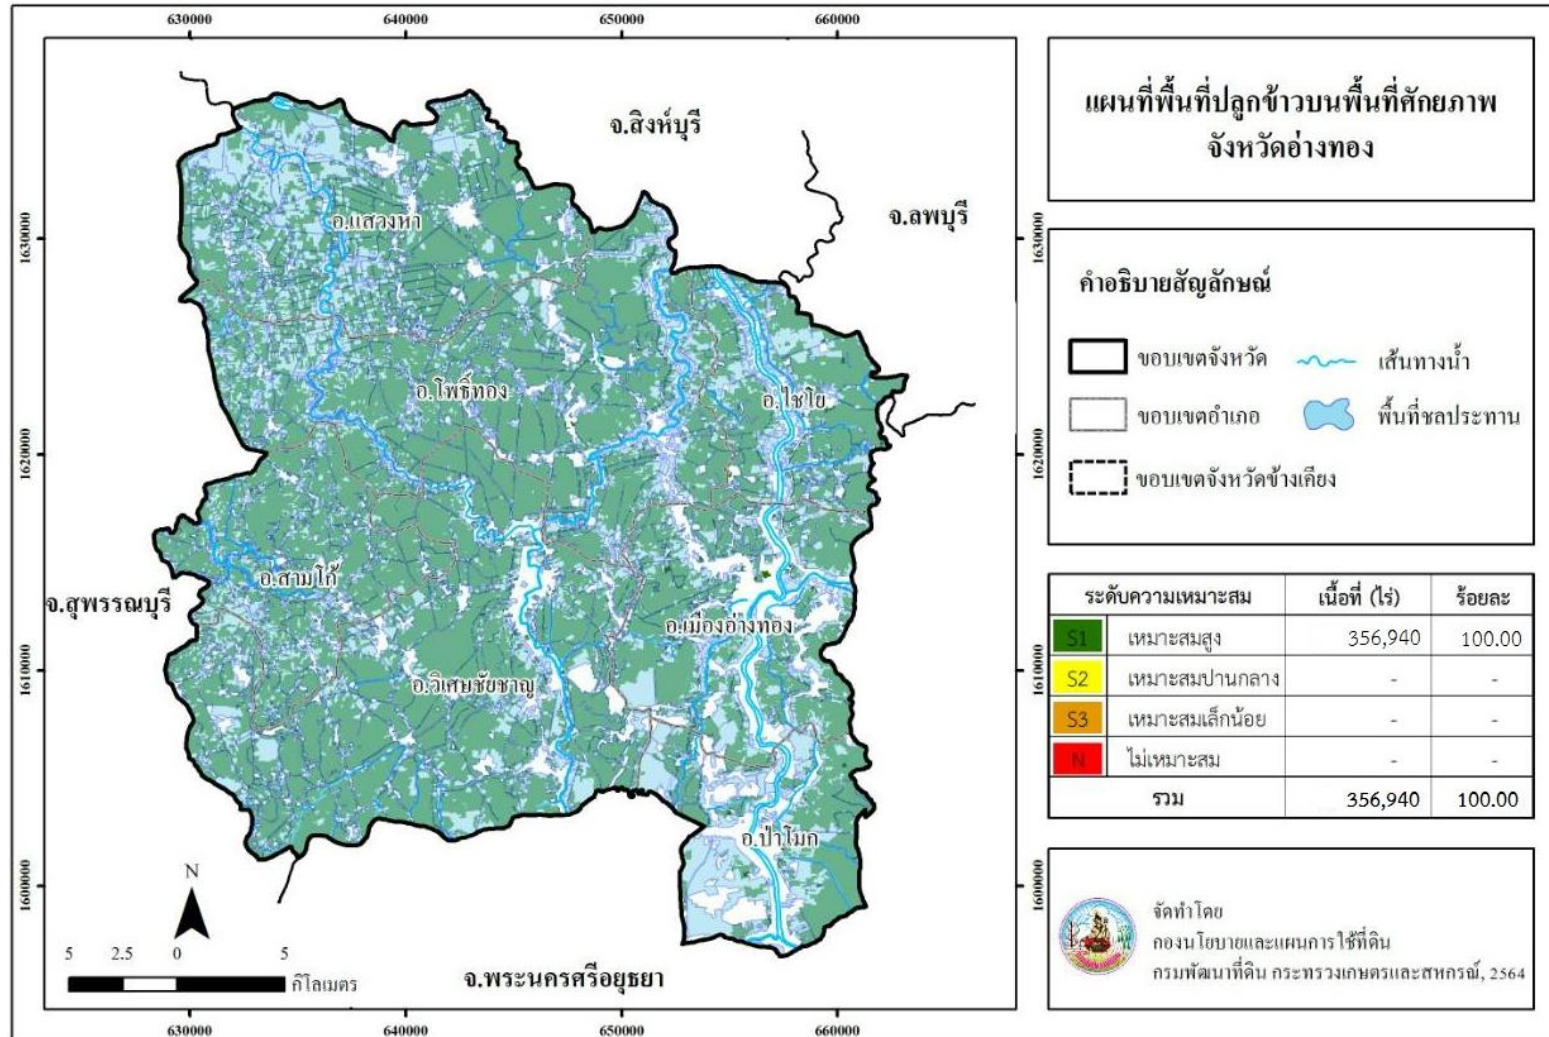 630000 640000 650000 660000
แผนที่พื้นที่ปลูกข้าวบนพื้นที่ศักยภาพ
จังหวัดอ่างทอง
จ.สิงห์บุรี
จ.ลพบุรี
อ.แสวงหา
1630000
1630000
คำอธิบายสัญลักษณ์
ขอบเขตจังหวัด
เส้นทางน้ำ
ขอบเขตอำเภอ
พื้นที่ชลประทาน
ขอบเขตจังหวัดข้างเคียง
อ.โพธิ์ทอง
อ.ไชโย
1620000
1620000
อ.สามโก้
จ.สุพรรณบุรี
อ.เมืองอ่างทอง
อ.วิเศษชัยชาญ
1610000
1610000
ระดับความเหมาะสม เนื้อที่ (ไร่) ร้อยละ
S1 เหมาะสมสูง 356,940 100.00
S2 เหมาะสมปานกลาง - -
S3 เหมาะสมเล็กน้อย - -
N ไม่เหมาะสม - -
รวม 356,940 100.00
อ.ป่าโมก
1600000
1600000
N
5 2.5 0 5
กิโลเมตร
จ.พระนครศรีอยุธยา
จัดทำโดย
กองนโยบายและแผนการใช้ที่ดิน
กรมพัฒนาที่ดิน กระทรวงเกษตรและสหกรณ์, 2564
630000 640000 650000 660000